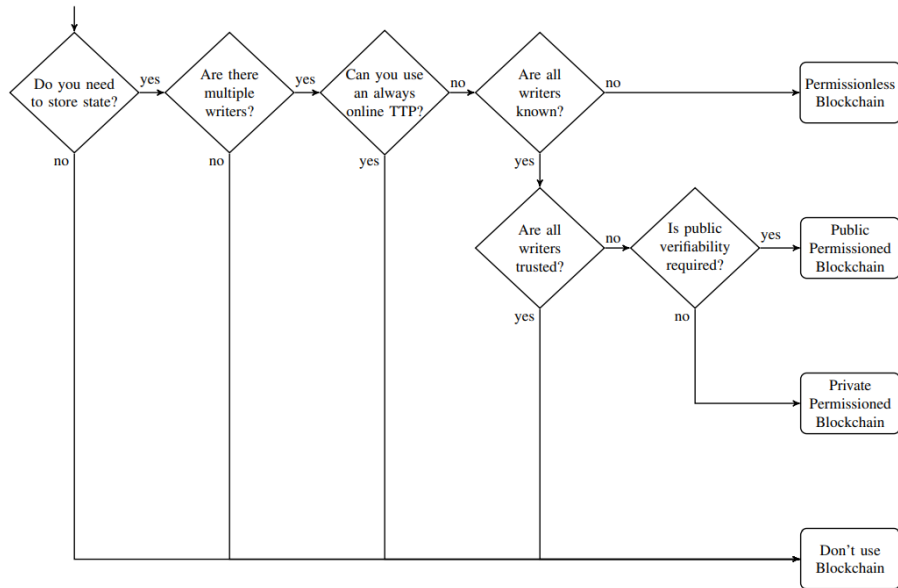 Do you need
to store state?
yes
no
Are there
multiple
writers?
yes
no
Can you use
an always
online TTP?
no
yes
Are all
writers
known?
no
yes
Permissionless
Blockchain
Are all
writers
trusted?
no
yes
Is public
verifiability
required?
yes
no
Public
Permissioned
Blockchain
Private
Permissioned
Blockchain
Don't use
Blockchain